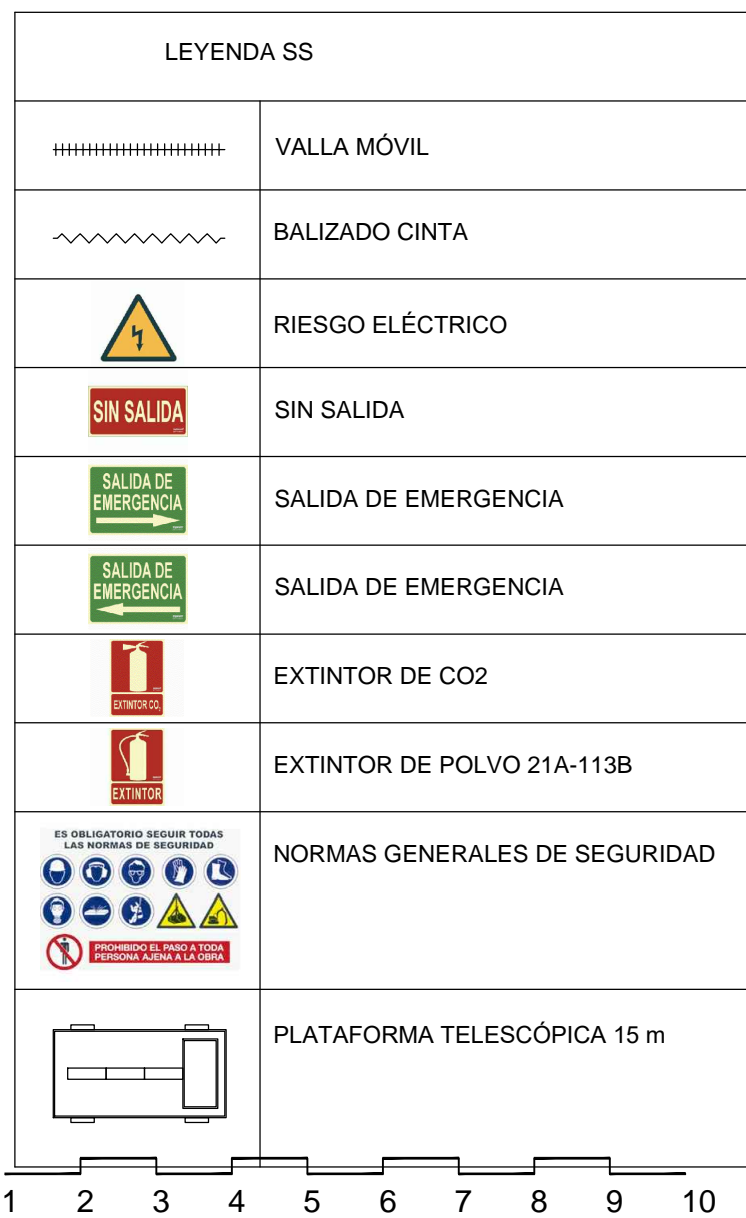 LEYENDA SS
VALLA MÓVIL
BALIZADO CINTA
RIESGO ELÉCTRICO
SIN SALIDA
SIN SALIDA
SALIDA DE
EMERGENCIA
SALIDA DE EMERGENCIA
SALIDA DE
EMERGENCIA
SALIDA DE EMERGENCIA
EXTINTOR CO2
EXTINTOR DE CO2
EXTINTOR
EXTINTOR DE POLVO 21A-113B
ES OBLIGATORIO SEGUIR TODAS
LAS NORMAS DE SEGURIDAD
PROHIBIDO EL PASO A TODA
PERSONA AJENA A LA OBRA
NORMAS GENERALES DE SEGURIDAD
PLATAFORMA TELESCÓPICA 15 m
1 2 3 4 5 6 7 8 9 10